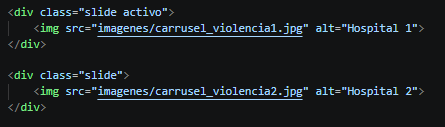 <div class="slide activo">
    <img src="imagenes/carrusel_violencia1.jpg" alt="Hospital 1">
</div>

<div class="slide">
    <img src="imagenes/carrusel_violencia2.jpg" alt="Hospital 2">
</div>